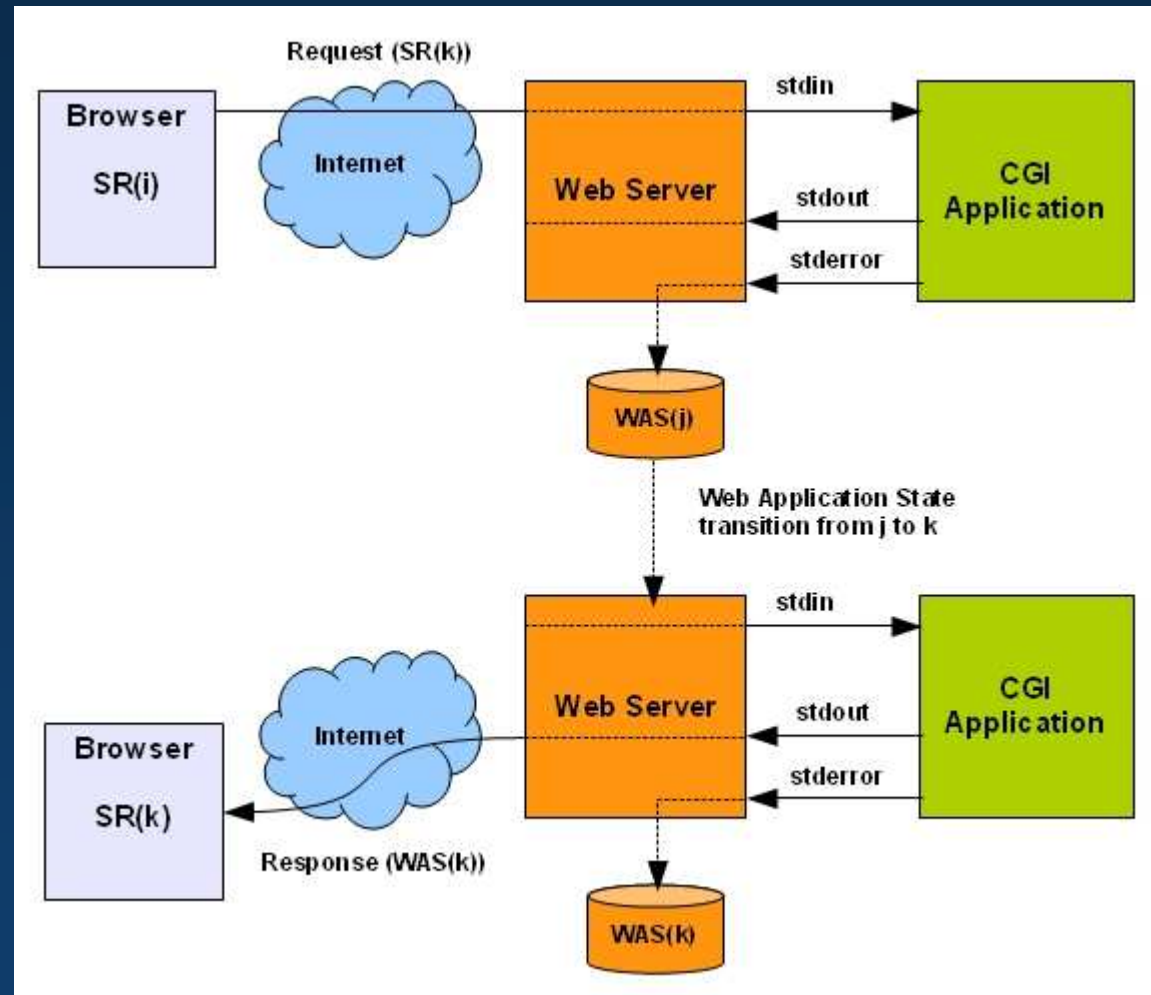 Request (SR(k))
Browser
SR(i)
Internet
Web Server
stdin
stdout
stderror
CGI
Application
WAS(j)
Web Application State
transition from j to k
Browser
SR(k)
Internet
Response (WAS(k))
Web Server
stdin
stdout
stderror
CGI
Application
WAS(k)